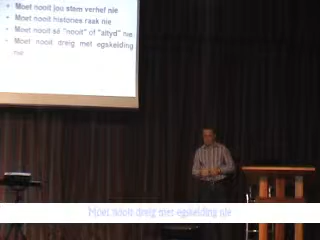 Moet nooit jou stem verhef nie
Moet nooit histories raak nie
Moet nooit sê "nooit" of "altyd" nie
Moet nooit dreig met egskeiding
nie
Moet nooit dreig met egskeiding nie